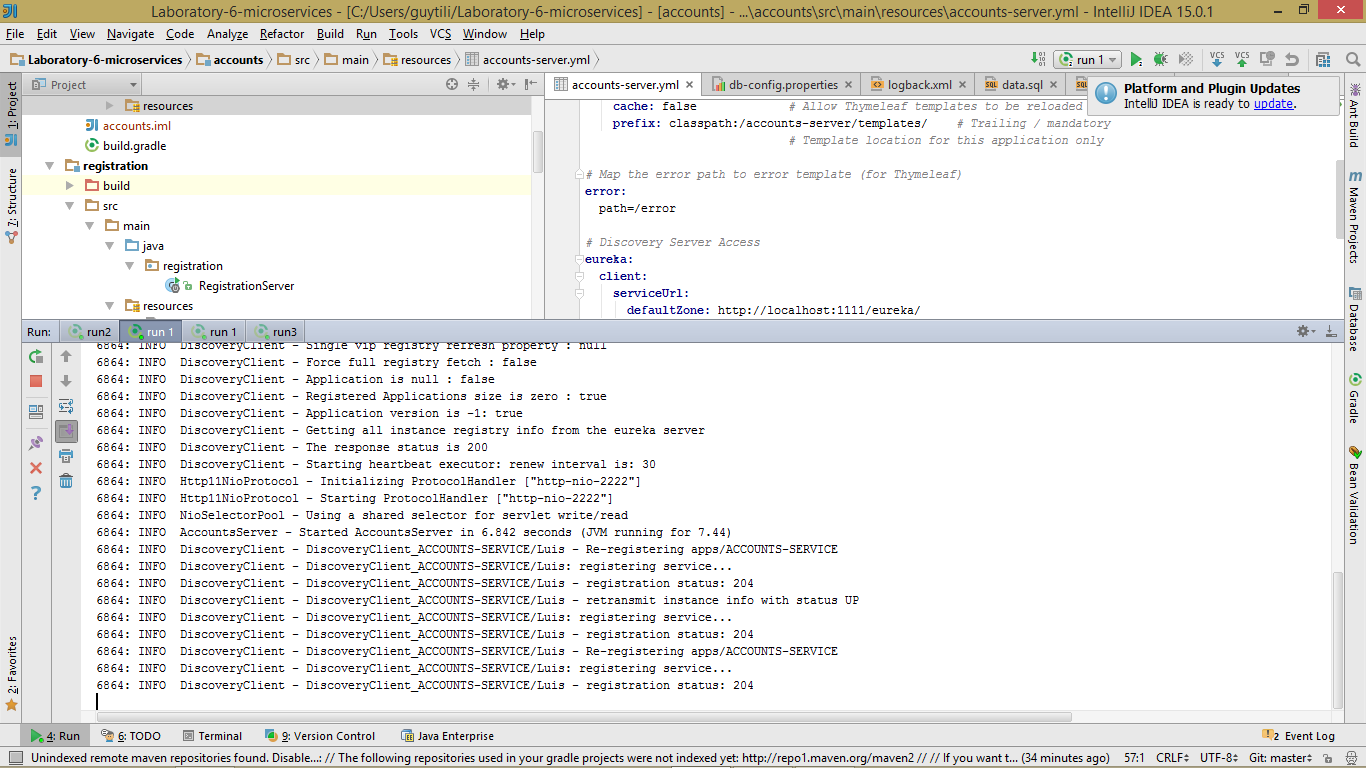 Laboratory-6-microservices - [C:/Users/guytili/Laboratory-6-microservices] - [accounts] - ...\accounts\src\main\resources\accounts-server.yml - IntelliJ IDEA 15.0.1
File Edit View Navigate Code Analyze Refactor Build Run Tools VCS Window Help
Laboratory-6-microservices accounts src main resources accounts-server.yml
run 1
VCS VCS
Project
accounts-server.yml db-config.properties logback.xml data.sql
Platform and Plugin Updates
IntelliJ IDEA is ready to update.
1: Project
7: Structure
2: Favorites
resources
accounts.iml
build.gradle
registration
build
src
main
java
registration
RegistrationServer
resources
cache: false # Allow Thymeleaf templates to be reloaded
prefix: classpath:/accounts-server/templates/ # Trailing / mandatory
# Template location for this application only
# Map the error path to error template (for Thymeleaf)
error:
path=/error
# Discovery Server Access
eureka:
client:
serviceUrl:
defaultZone: http://localhost:1111/eureka/
Ant Build
Maven Projects
Database
Gradle
Bean Validation
Run: run2 run 1 run 1 run3
6864: INFO DiscoveryClient - Single vip registry refresh property : null
6864: INFO DiscoveryClient - Force full registry fetch : false
6864: INFO DiscoveryClient - Application is null : false
6864: INFO DiscoveryClient - Registered Applications size is zero : true
6864: INFO DiscoveryClient - Application version is -1: true
6864: INFO DiscoveryClient - Getting all instance registry info from the eureka server
6864: INFO DiscoveryClient - The response status is 200
6864: INFO DiscoveryClient - Starting heartbeat executor: renew interval is: 30
6864: INFO Http11NioProtocol - Initializing ProtocolHandler ["http-nio-2222"]
6864: INFO Http11NioProtocol - Starting ProtocolHandler ["http-nio-2222"]
6864: INFO NioSelectorPool - Using a shared selector for servlet write/read
6864: INFO AccountsServer - Started AccountsServer in 6.842 seconds (JVM running for 7.44)
6864: INFO DiscoveryClient - DiscoveryClient_ACCOUNTS-SERVICE/Luis - Re-registering apps/ACCOUNTS-SERVICE
6864: INFO DiscoveryClient - DiscoveryClient_ACCOUNTS-SERVICE/Luis: registering service...
6864: INFO DiscoveryClient - DiscoveryClient_ACCOUNTS-SERVICE/Luis - registration status: 204
6864: INFO DiscoveryClient - DiscoveryClient_ACCOUNTS-SERVICE/Luis - retransmit instance info with status UP
6864: INFO DiscoveryClient - DiscoveryClient_ACCOUNTS-SERVICE/Luis: registering service...
6864: INFO DiscoveryClient - DiscoveryClient_ACCOUNTS-SERVICE/Luis - registration status: 204
6864: INFO DiscoveryClient - DiscoveryClient_ACCOUNTS-SERVICE/Luis - Re-registering apps/ACCOUNTS-SERVICE
6864: INFO DiscoveryClient - DiscoveryClient_ACCOUNTS-SERVICE/Luis: registering service...
6864: INFO DiscoveryClient - DiscoveryClient_ACCOUNTS-SERVICE/Luis - registration status: 204
4: Run 6: TODO Terminal 9: Version Control Java Enterprise 2 Event Log
Unindexed remote maven repositories found. Disable...: // The following repositories used in your gradle projects were not indexed yet: http://repo1.maven.org/maven2 // // If you want t... (34 minutes ago) 57:1 CRLF UTF-8 Git: master